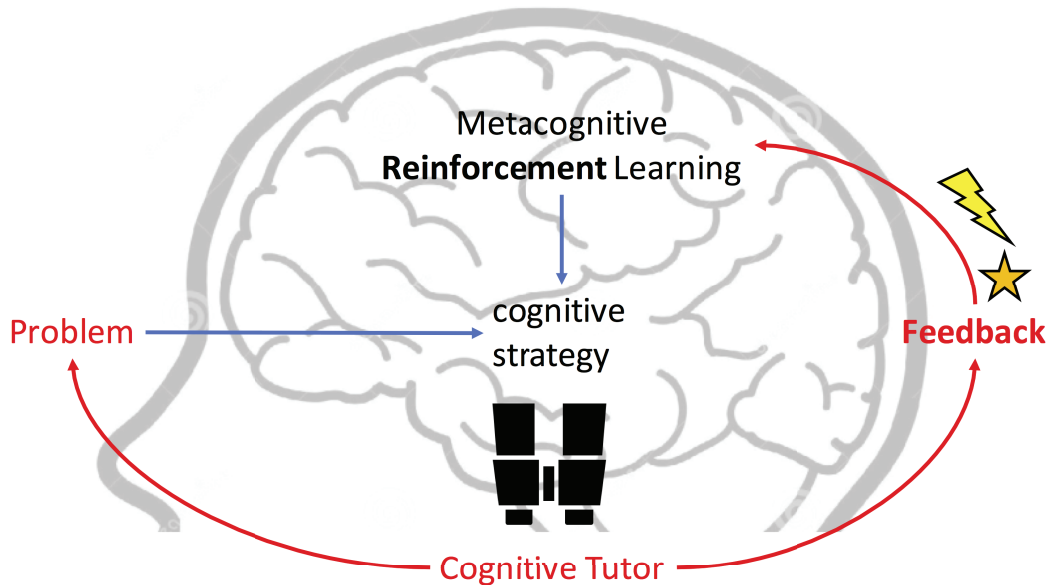 Metacognitive
Reinforcement Learning
cognitive
strategy
Problem
Feedback
Cognitive Tutor